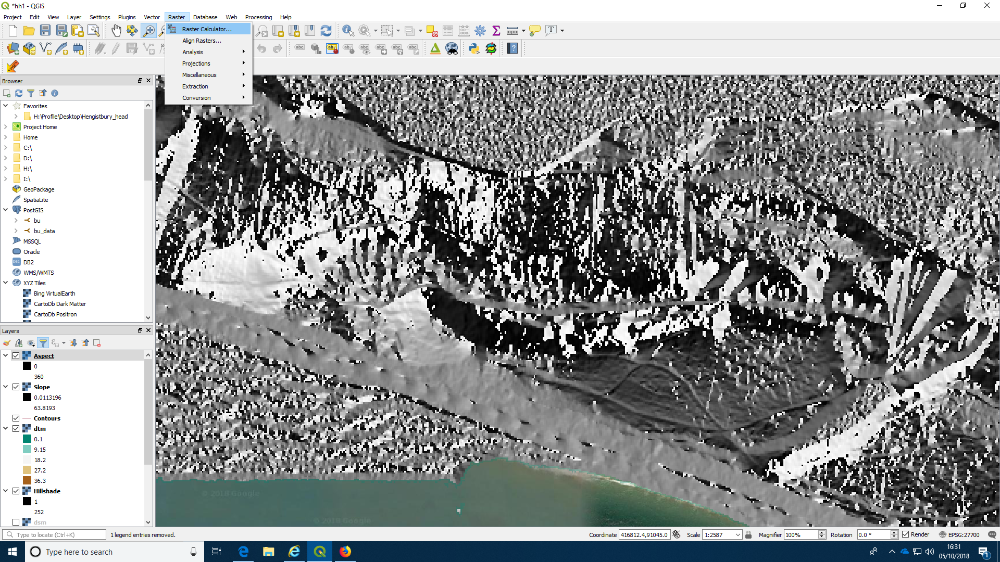 *hh1 - QGIS
Project Edit View Layer Settings Plugins Vector Raster Database Web Processing Help
Raster Calculator...
Align Rasters...
Analysis
Projections
Miscellaneous
Extraction
Conversion
Browser
Favorites
H:\Profile\Desktop\Hengistbury_head
Project Home
Home
C:\
D:\
H:\
I:\
GeoPackage
SpatiaLite
PostGIS
bu
bu_data
MSSQL
Oracle
DB2
WMS/WMTS
XYZ Tiles
Bing VirtualEarth
CartoDb Dark Matter
CartoDb Positron
Layers
Aspect
0
360
Slope
0.0113196
63.8193
Contours
dtm
0.1
9.15
18.2
27.2
36.3
Hillshade
1
252
dsm
© 2018 Google
© 2018 Google
Type to locate (Ctrl+K) 1 legend entries removed. Coordinate 416812.4,91045.0 Scale 1:2587 Magnifier 100% Rotation 0.0 ° Render EPSG:27700
Type here to search
16:31
05/10/2018
1